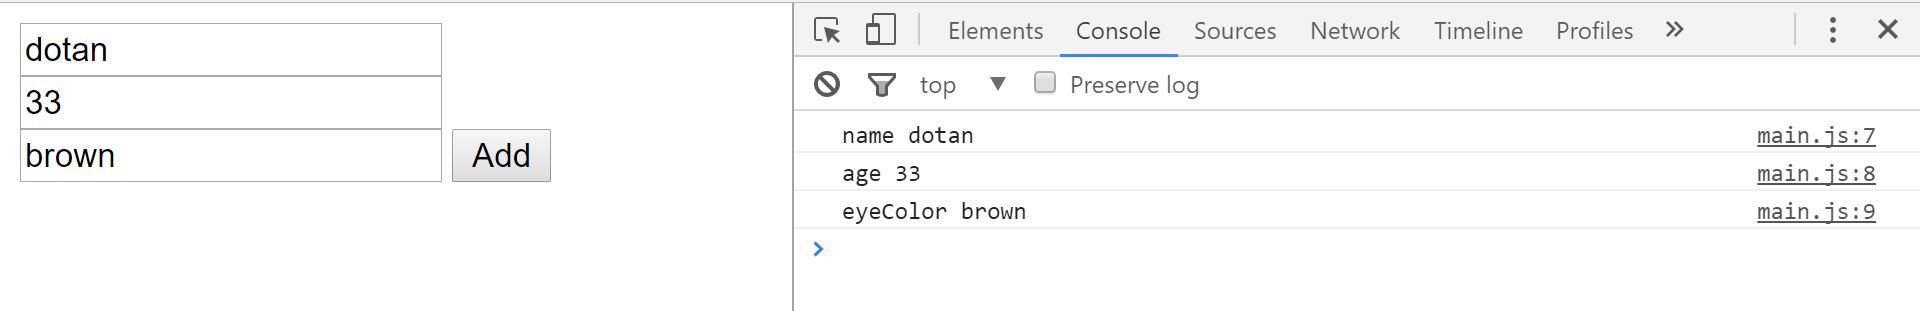 dotan
33
brown Add
Elements Console Sources Network Timeline Profiles »
top ▼ Preserve log
name dotan main.js:7
age 33 main.js:8
eyeColor brown main.js:9
>